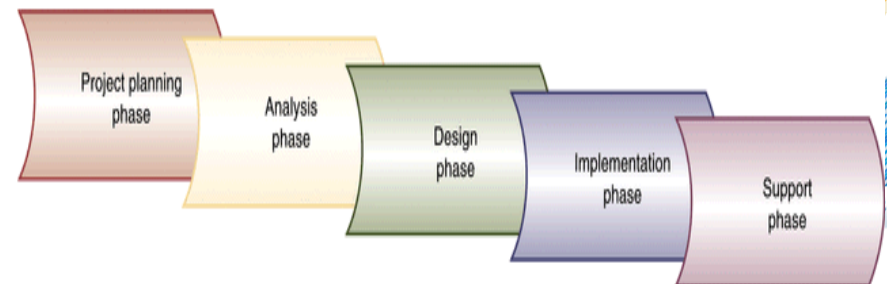 Project planning
phase
Analysis
phase
Design
phase
Implementation
phase
Support
phase